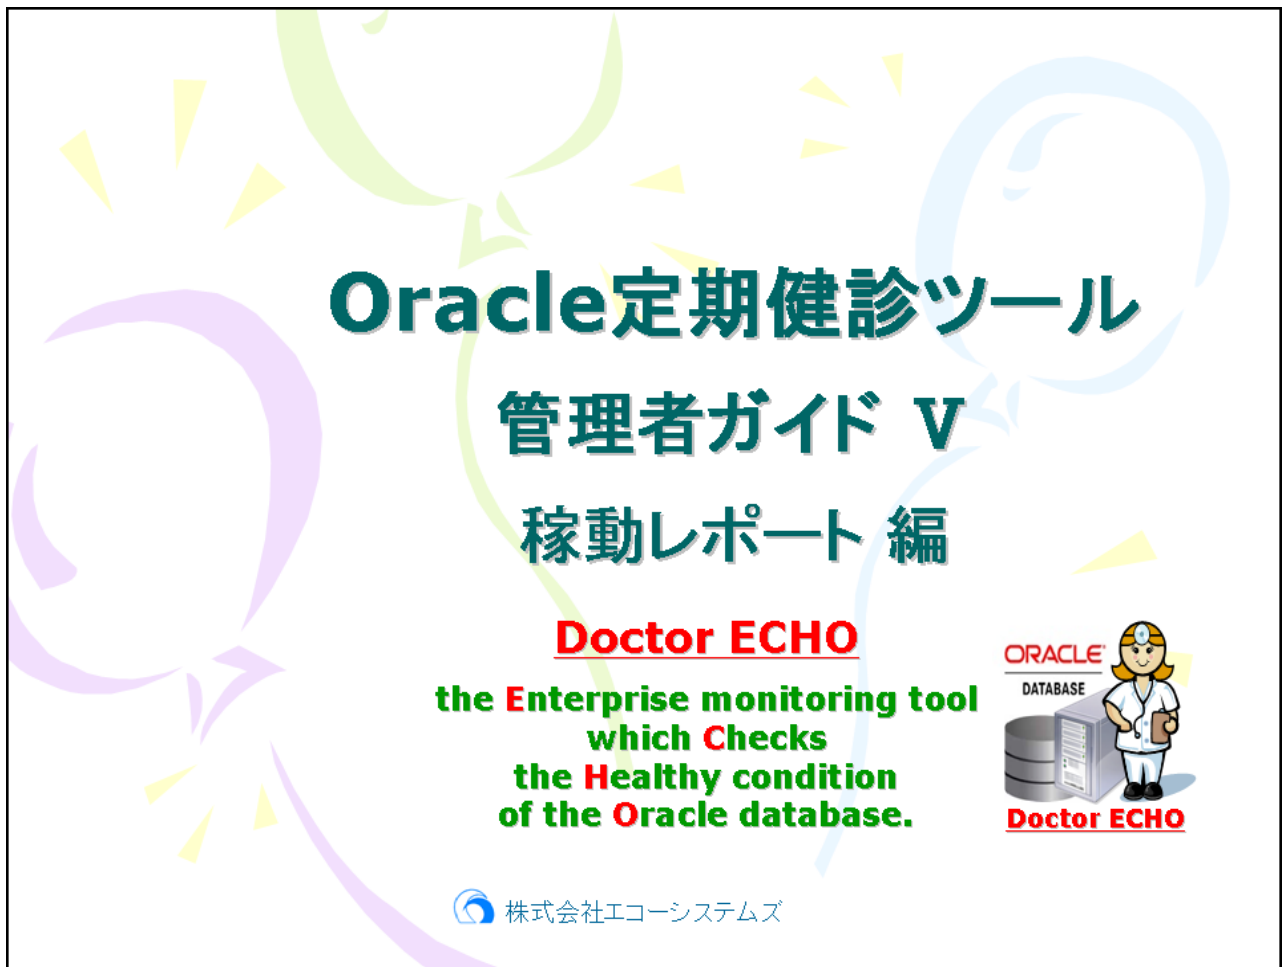 Oracle定期健診ツール
管理者ガイド Ⅴ
稼動レポート 編
Doctor ECHO
the Enterprise monitoring tool
which Checks
the Healthy condition
of the Oracle database.
ORACLE
DATABASE
Doctor ECHO
株式会社エコーシステムズ